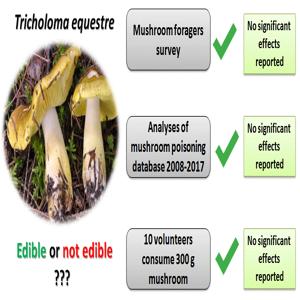 Tricholoma equestre
Edible or not edible
???
Mushroom foragers
survey
No significant
effects
reported
Analyses of
mushroom poisoning
database 2008-2017
No significant
effects
reported
10 volunteers
consume 300 g
mushroom
No significant
effects
reported